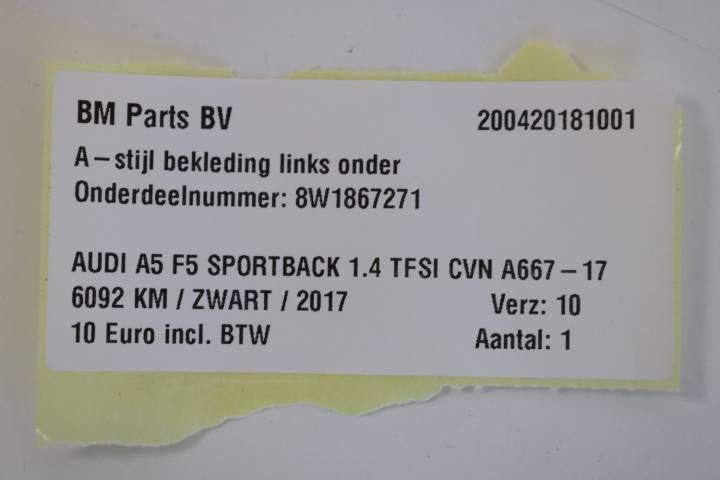 BM Parts BV 200420181001
A-stijl bekleding links onder
Onderdeelnummer: 8W1867271
AUDI A5 F5 SPORTBACK 1.4 TFSI CVN A667-17
6092 KM / ZWART / 2017 Verz: 10
10 Euro incl. BTW Aantal: 1